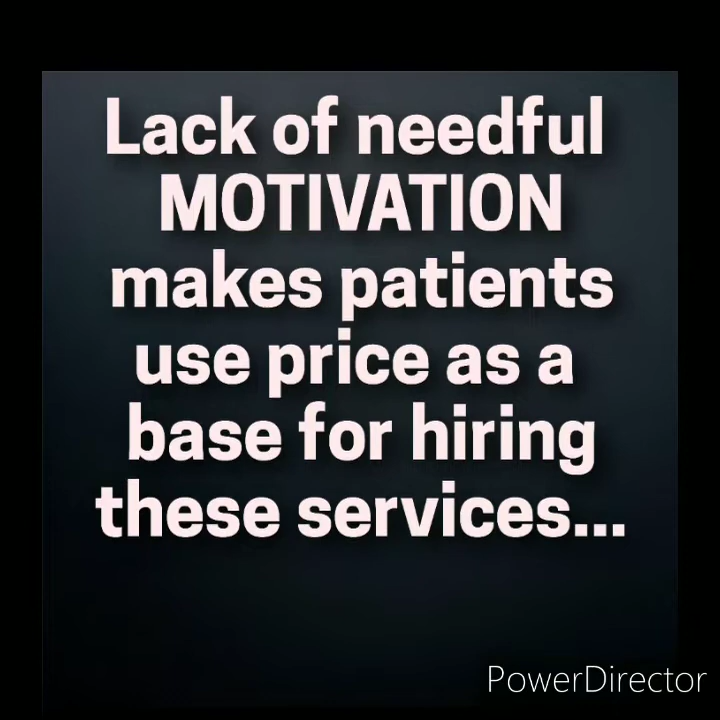 Lack of needful
MOTIVATION
makes patients
use price as a
base for hiring
these services...
PowerDirector